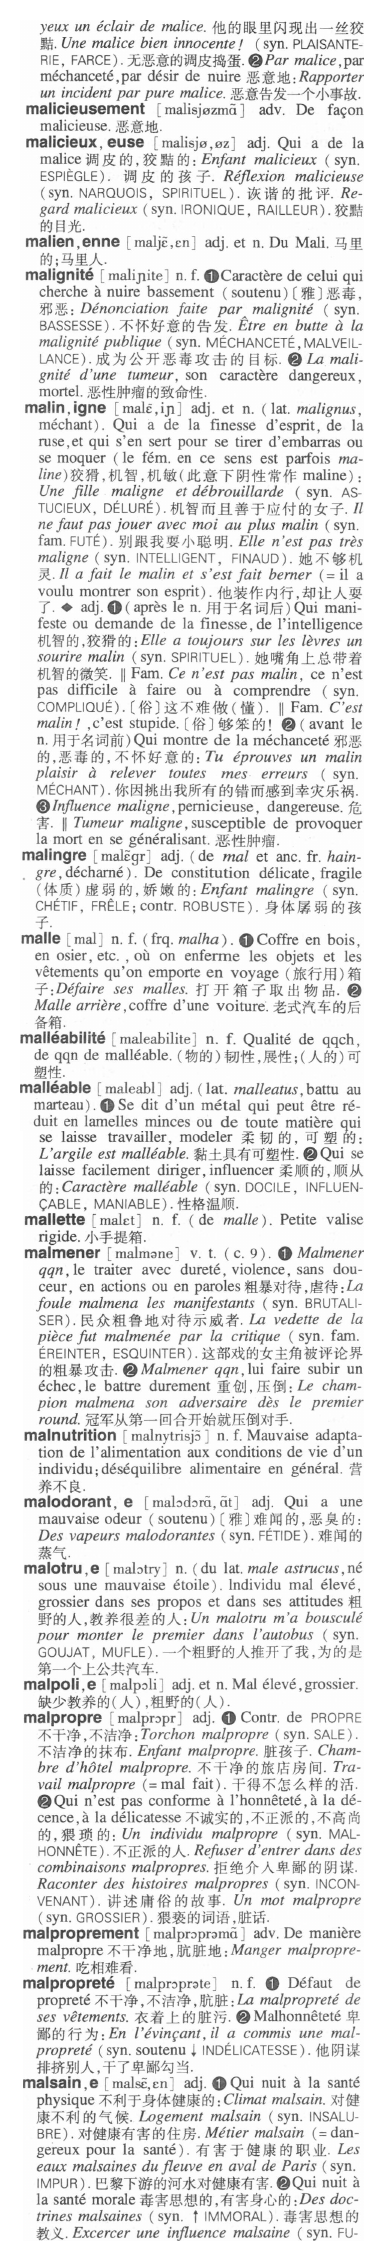 yeux un éclair de malice. 他的眼里闪现出一丝狡
黠. Une malice bien innocente! (syn. PLAISANTE-
RIE, FARCE). 无恶意的调皮捣蛋. ❷ Par malice, par
méchanceté, par désir de nuire 恶意地: Rapporter
un incident par pure malice. 恶意告发一个小事故.
malicieusement [malisjøzmɑ̃] adv. De façon
malicieuse. 恶意地.
malicieux, euse [malisjø, øz] adj. Qui a de la
malice 调皮的, 狡黠的: Enfant malicieux (syn.
ESPIÈGLE). 调皮的孩子. Réflexion malicieuse
(syn. NARQUOIS, SPIRITUEL). 诙谐的批评. Re-
gard malicieux (syn. IRONIQUE, RAILLEUR). 狡黠
的目光.
malien, enne [maljɛ̃, ɛn] adj. et n. Du Mali. 马里
的; 马里人.
malignité [maliɲite] n. f. ❶ Caractère de celui qui
cherche à nuire bassement (soutenu)〔雅〕恶毒,
邪恶: Dénonciation faite par malignité (syn.
BASSESSE). 不怀好意的告发. Être en butte à la
malignité publique (syn. MÉCHANCETÉ, MALVEIL-
LANCE). 成为公开恶毒攻击的目标. ❷ La mali-
gnité d'une tumeur, son caractère dangereux,
mortel. 恶性肿瘤的致命性.
malin, igne [malɛ̃, iɲ] adj. et n. (lat. malignus,
méchant). Qui a de la finesse d'esprit, de la
ruse, et qui s'en sert pour se tirer d'embarras ou
se moquer (le fém. en ce sens est parfois ma-
line) 狡猾, 机智, 机敏(此意下阴性常作 maline):
Une fille maligne et débrouillarde (syn. AS-
TUCIEUX, DÉLURÉ). 机智而且善于应付的女子. Il
ne faut pas jouer avec moi au plus malin (syn.
fam. FUTÉ). 别跟我耍小聪明. Elle n'est pas très
maligne (syn. INTELLIGENT, FINAUD). 她不够机
灵. Il a fait le malin et s'est fait berner (= il a
voulu montrer son esprit). 他装作内行, 却让人耍
了. ◆ adj. ❶ (après le n. 用于名词后) Qui mani-
feste ou demande de la finesse, de l'intelligence
机智的, 狡猾的: Elle a toujours sur les lèvres un
sourire malin (syn. SPIRITUEL). 她嘴角上总带着
机智的微笑. ‖ Fam. Ce n'est pas malin, ce n'est
pas difficile à faire ou à comprendre (syn.
COMPLIQUÉ).〔俗〕这不难做(懂). ‖ Fam. C'est
malin!, c'est stupide.〔俗〕够笨的! ❷ (avant le
n. 用于名词前) Qui montre de la méchanceté 邪恶
的, 恶毒的, 不怀好意的: Tu éprouves un malin
plaisir à relever toutes mes erreurs (syn.
MÉCHANT). 你因挑出我所有的错而感到幸灾乐祸.
❸ Influence maligne, pernicieuse, dangereuse. 危
害. ‖ Tumeur maligne, susceptible de provoquer
la mort en se généralisant. 恶性肿瘤.
malingre [malɛ̃gr] adj. (de mal et anc. fr. hain-
gre, décharné). De constitution délicate, fragile
(体质) 虚弱的, 娇嫩的: Enfant malingre (syn.
CHÉTIF, FRÊLE; contr. ROBUSTE). 身体孱弱的孩
子.
malle [mal] n. f. (frq. malha). ❶ Coffre en bois,
en osier, etc., où on enferme les objets et les
vêtements qu'on emporte en voyage (旅行用) 箱
子: Défaire ses malles. 打开箱子取出物品. ❷
Malle arrière, coffre d'une voiture. 老式汽车的后
备箱.
malléabilité [maleabilite] n. f. Qualité de qqch,
de qqn de malléable. (物的) 韧性, 展性; (人的) 可
塑性.
malléable [maleabl] adj. (lat. malleatus, battu au
marteau). ❶ Se dit d'un métal qui peut être ré-
duit en lamelles minces ou de toute matière qui
se laisse travailler, modeler 柔韧的, 可塑的:
L'argile est malléable. 黏土具有可塑性. ❷ Qui se
laisse facilement diriger, influencer 柔顺的, 顺从
的: Caractère malléable (syn. DOCILE, INFLUEN-
ÇABLE, MANIABLE). 性格温顺.
mallette [malɛt] n. f. (de malle). Petite valise
rigide. 小手提箱.
malmener [malməne] v. t. (c. 9). ❶ Malmener
qqn, le traiter avec dureté, violence, sans dou-
ceur, en actions ou en paroles 粗暴对待, 虐待: La
foule malmena les manifestants (syn. BRUTALI-
SER). 民众粗鲁地对待示威者. La vedette de la
pièce fut malmenée par la critique (syn. fam.
ÉREINTER, ESQUINTER). 这部戏的女主角被评论界
的粗暴攻击. ❷ Malmener qqn, lui faire subir un
échec, le battre durement 重创, 压倒: Le cham-
pion malmena son adversaire dès le premier
round. 冠军从第一回合开始就压倒对手.
malnutrition [malnytrisjɔ̃] n. f. Mauvaise adapta-
tion de l'alimentation aux conditions de vie d'un
individu; déséquilibre alimentaire en général. 营
养不良.
malodorant, e [malɔdɔrɑ̃, ɑ̃t] adj. Qui a une
mauvaise odeur (soutenu)〔雅〕难闻的, 恶臭的:
Des vapeurs malodorantes (syn. FÉTIDE). 难闻的
蒸气.
malotru, e [malɔtry] n. (du lat. male astrucus, né
sous une mauvaise étoile). Individu mal élevé,
grossier dans ses propos et dans ses attitudes 粗
野的人, 教养很差的人: Un malotru m'a bousculé
pour monter le premier dans l'autobus (syn.
GOUJAT, MUFLE). 一个粗野的人推开了我, 为的是
第一个上公共汽车.
malpoli, e [malpɔli] adj. et n. Mal élevé, grossier.
缺少教养的(人), 粗野的(人).
malpropre [malprɔpr] adj. ❶ Contr. de PROPRE
不干净, 不洁净: Torchon malpropre (syn. SALE).
不洁净的抹布. Enfant malpropre. 脏孩子. Cham-
bre d'hôtel malpropre. 不干净的旅店房间. Tra-
vail malpropre (= mal fait). 干得不怎么样的活.
❷ Qui n'est pas conforme à l'honnêteté, à la dé-
cence, à la délicatesse 不诚实的, 不正派的, 不高尚
的, 猥琐的: Un individu malpropre (syn. MAL-
HONNÊTE). 不正派的人. Refuser d'entrer dans des
combinaisons malpropres. 拒绝介入卑鄙的阴谋.
Raconter des histoires malpropres (syn. INCON-
VENANT). 讲述庸俗的故事. Un mot malpropre
(syn. GROSSIER). 猥亵的词语, 脏话.
malproprement [malprɔprəmɑ̃] adv. De manière
malpropre 不干净地, 肮脏地: Manger malpropre-
ment. 吃相难看.
malpropreté [malprɔprəte] n. f. ❶ Défaut de
propreté 不干净, 不洁净, 肮脏: La malpropreté de
ses vêtements. 衣着上的脏污. ❷ Malhonnêteté 卑
鄙的行为: En l'évinçant, il a commis une mal-
propreté (syn. soutenu ↓ INDÉLICATESSE). 他阴谋
排挤别人, 干了卑鄙勾当.
malsain, e [malsɛ̃, ɛn] adj. ❶ Qui nuit à la santé
physique 不利于身体健康的: Climat malsain. 对健
康不利的气候. Logement malsain (syn. INSALU-
BRE). 对健康有害的住房. Métier malsain (= dan-
gereux pour la santé). 有害于健康的职业. Les
eaux malsaines du fleuve en aval de Paris (syn.
IMPUR). 巴黎下游的河水对健康有害. ❷ Qui nuit à
la santé morale 毒害思想的, 有害身心的: Des doc-
trines malsaines (syn. ↑ IMMORAL). 毒害思想的
教义. Excercer une influence malsaine (syn. FU-